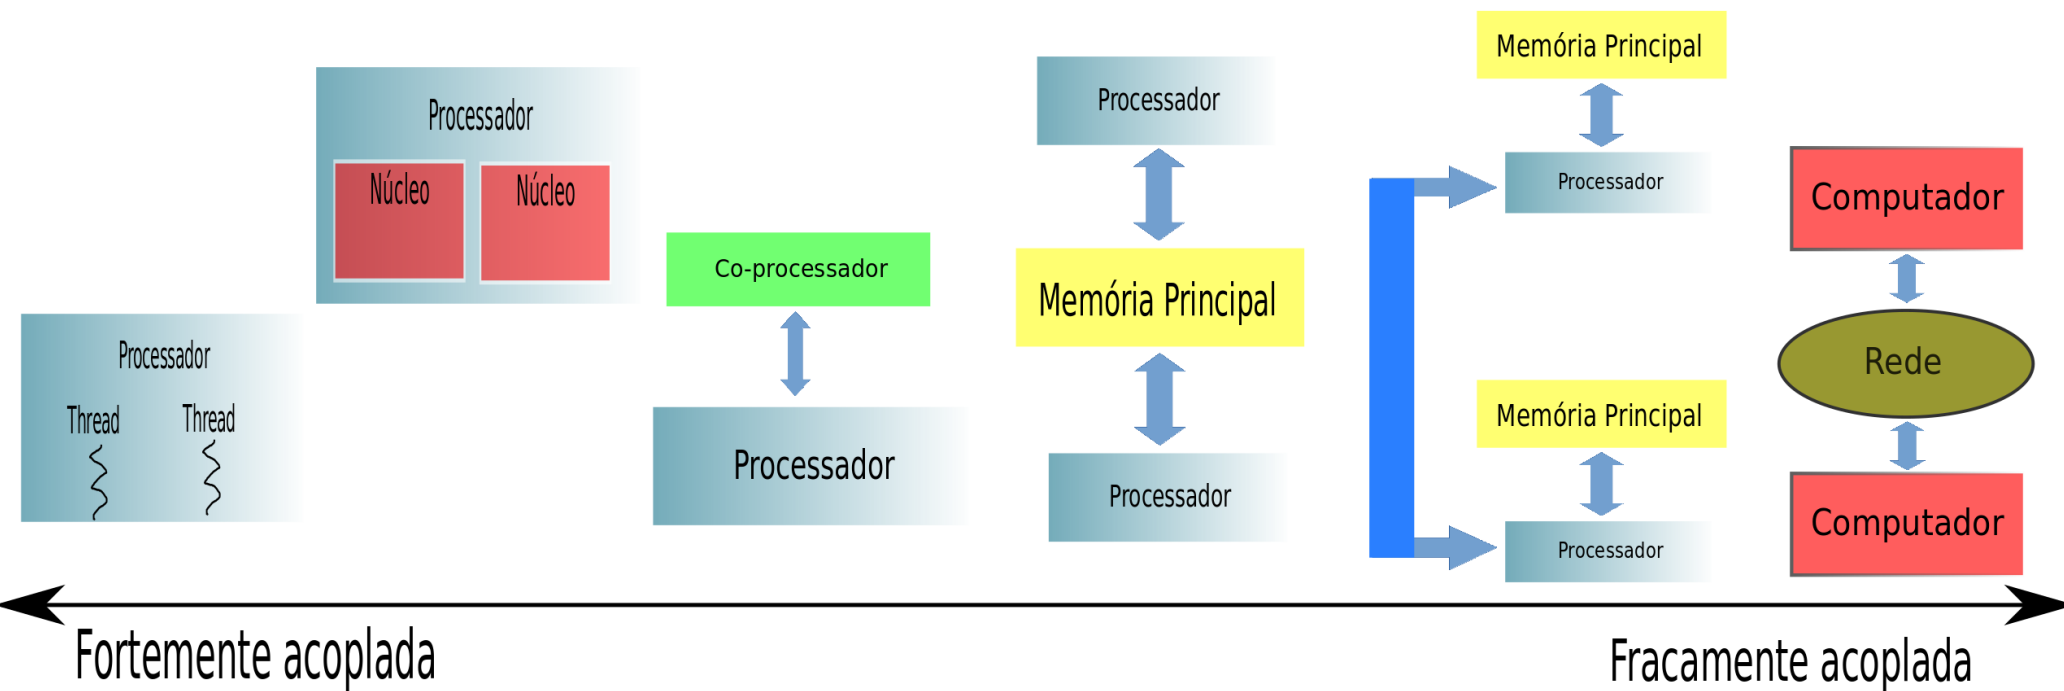 Processador
Thread
Thread
Processador
Núcleo
Núcleo
Co-processador
Processador
Processador
Memória Principal
Processador
Memória Principal
Processador
Memória Principal
Processador
Computador
Rede
Computador
Fortemente acoplada
Fracamente acoplada